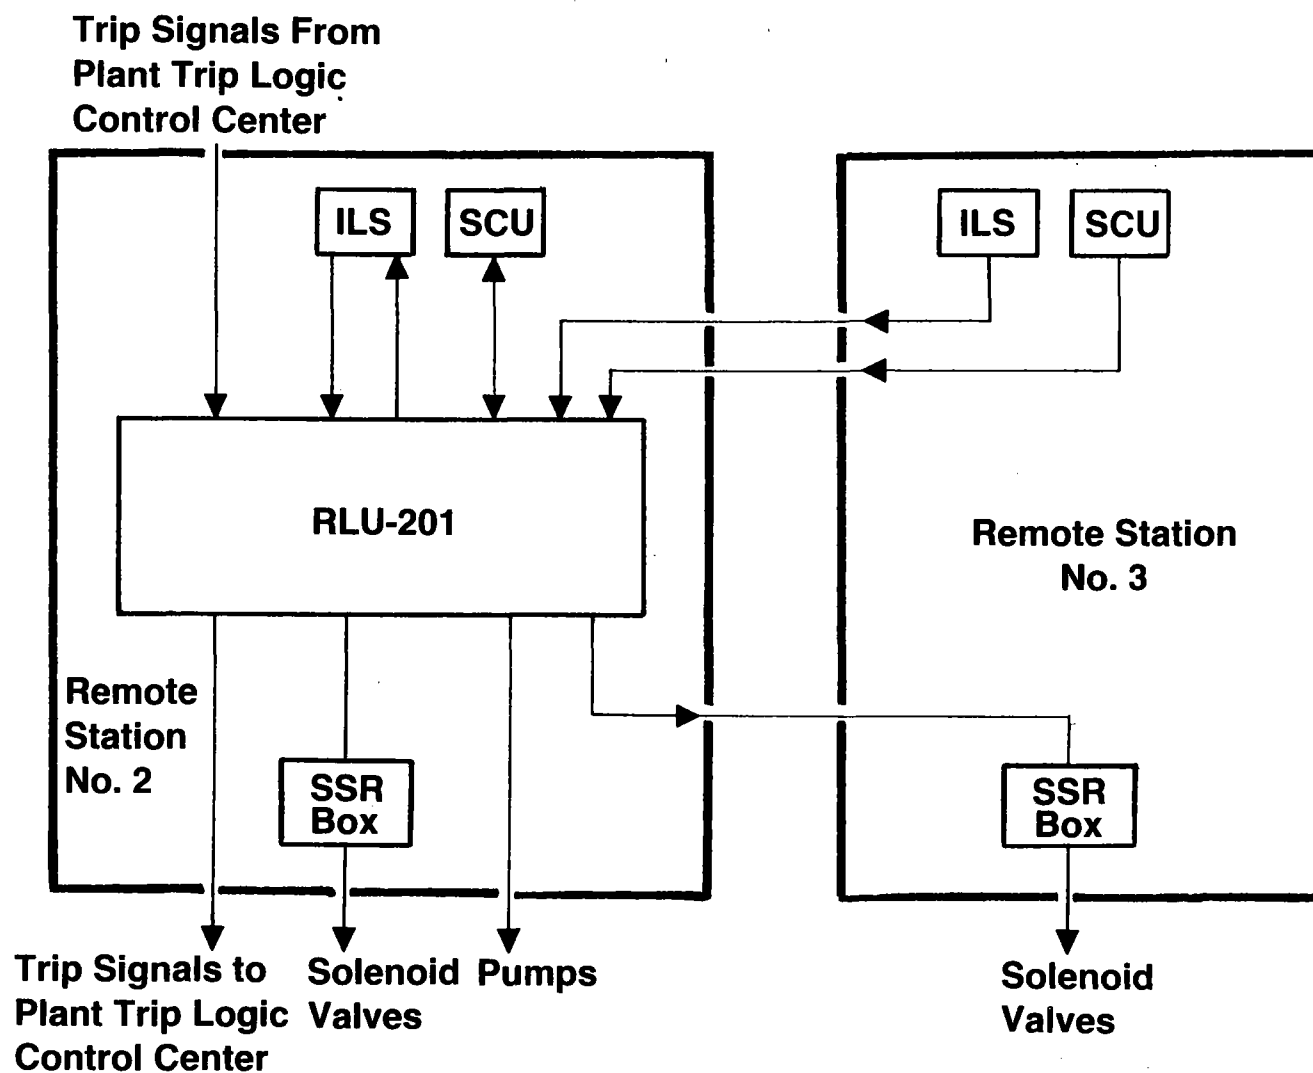 Trip Signals From
Plant Trip Logic
Control Center
ILS
SCU
ILS
SCU
RLU-201
Remote Station
No. 3
Remote
Station
No. 2
SSR
Box
SSR
Box
Trip Signals to
Plant Trip Logic
Control Center
Solenoid
Valves
Pumps
Solenoid
Valves